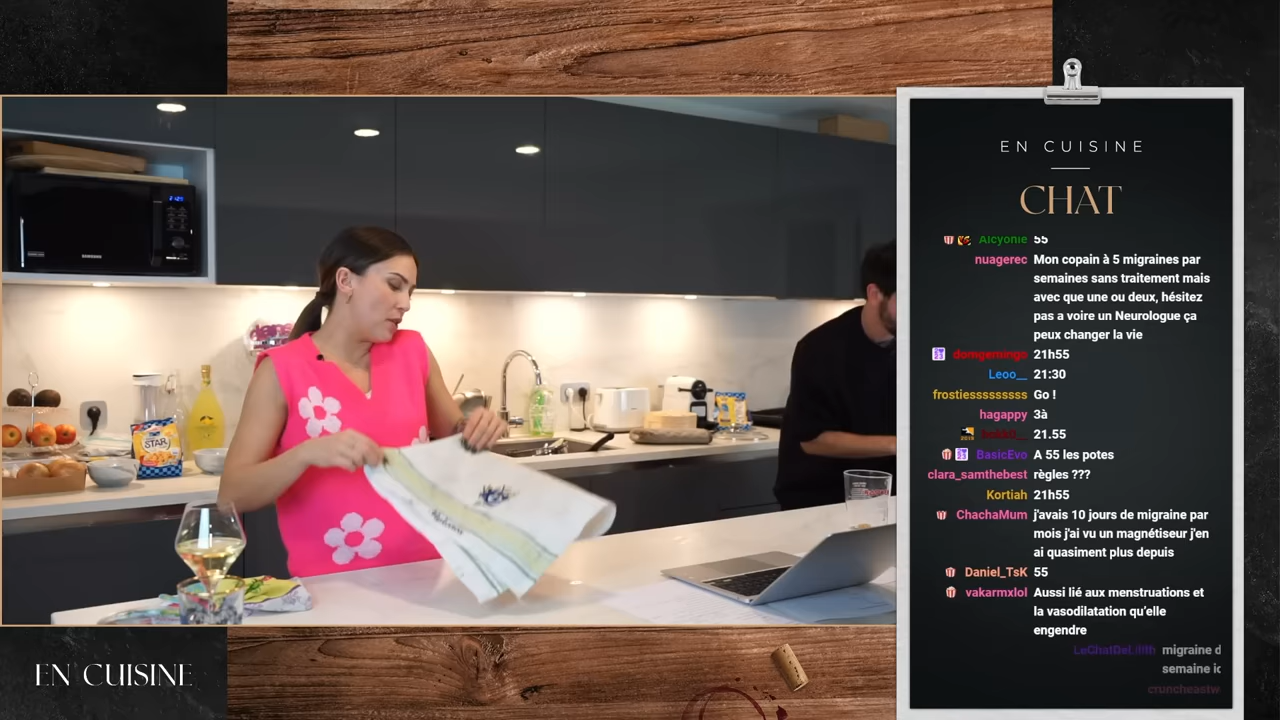 EN CUISINE
CHAT
Alcyonie 55
nuagerec Mon copain à 5 migraines par
semaines sans traitement mais
avec que une ou deux, hésitez
pas a voire un Neurologue ça
peux changer la vie
domgemingo 21h55
Leoo__ 21:30
frostiesssssssss Go !
hagappy 3à
21.55
BasicEvo A 55 les potes
clara_samthebest règles ???
Kortiah 21h55
ChachaMum j'avais 10 jours de migraine par
mois j'ai vu un magnétiseur j'en
ai quasiment plus depuis
Daniel_TsK 55
vakarmxlol Aussi lié aux menstruations et
la vasodilatation qu'elle
engendre
migraine d
semaine ic
cruncheastw
SAMSUNG
STAR
EN CUISINE